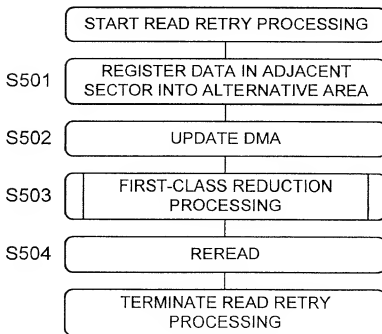 START READ RETRY PROCESSING
S501
REGISTER DATA IN ADJACENT
SECTOR INTO ALTERNATIVE AREA
S502
UPDATE DMA
S503
FIRST-CLASS REDUCTION
PROCESSING
S504
REREAD
TERMINATE READ RETRY
PROCESSING